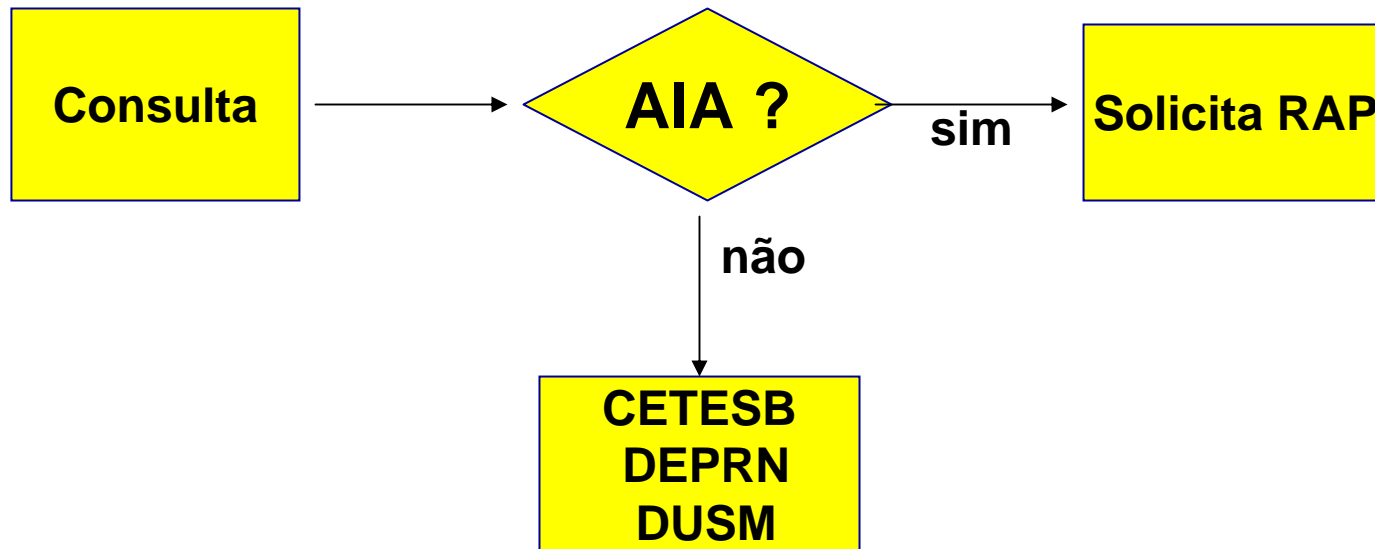 Consulta
AIA ?
sim
Solicita RAP
não
CETESB
DEPRN
DUSM